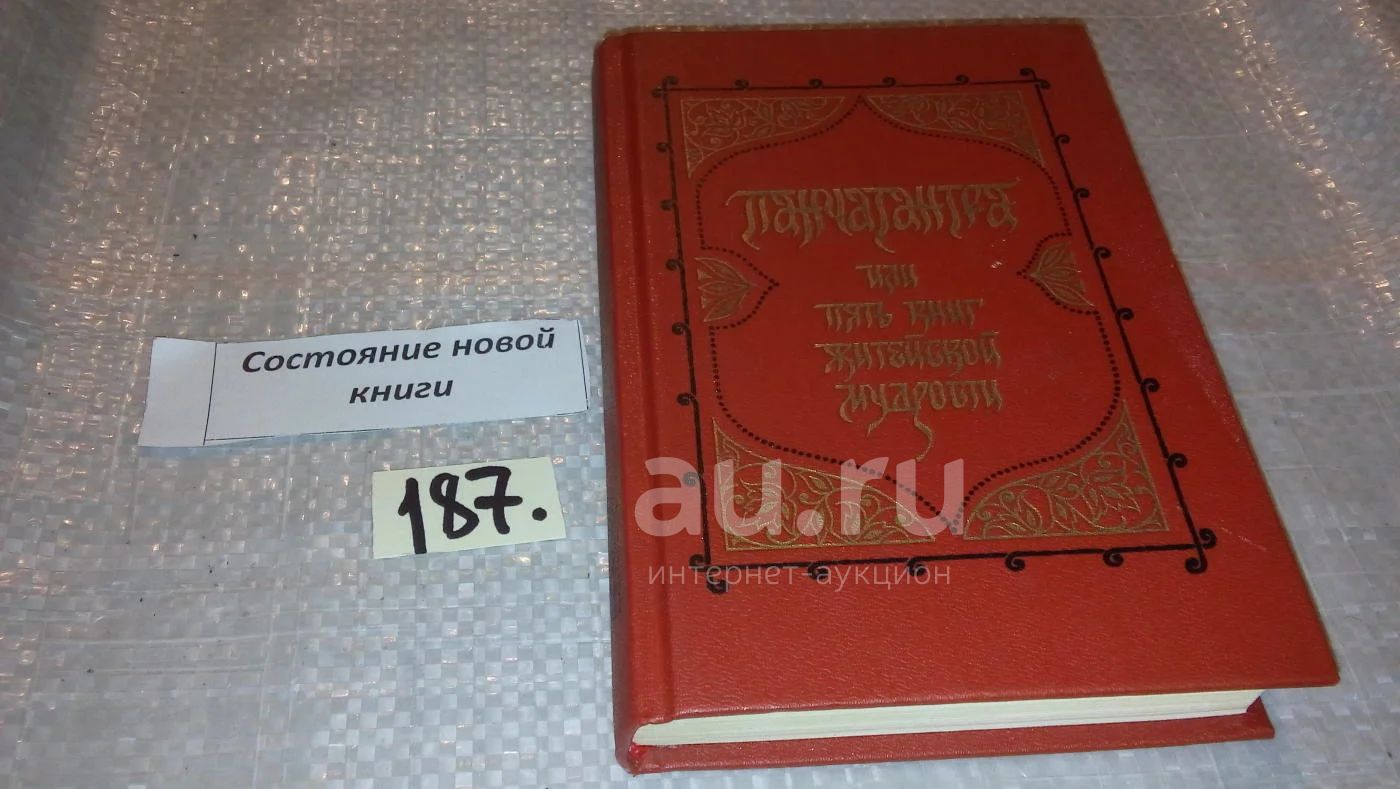 Состояние новой
книги
187.
Панчатантра
или
пять книг
житейской
мудрости
au.ru
интернет-аукцион